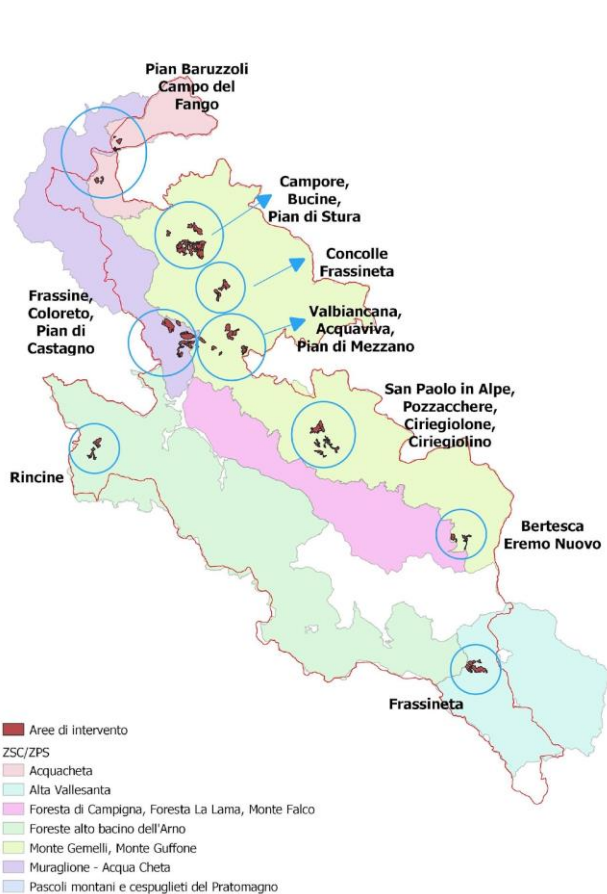 Pian Baruzzoli
Campo del
Fango
Campore,
Bucine,
Pian di Stura
Concolle
Frassineta
Frassine,
Coloreto,
Pian di
Castagno
Valbiancana,
Acquaviva,
Pian di Mezzano
San Paolo in Alpe,
Pozzacchere,
Ciriegiolone,
Ciriegiolino
Rincine
Bertesca
Eremo Nuovo
Frassineta
Aree di intervento
ZSC/ZPS
Acquacheta
Alta Vallesanta
Foresta di Campigna, Foresta La Lama, Monte Falco
Foreste alto bacino dell'Arno
Monte Gemelli, Monte Guffone
Muraglione - Acqua Cheta
Pascoli montani e cespuglieti del Pratomagno